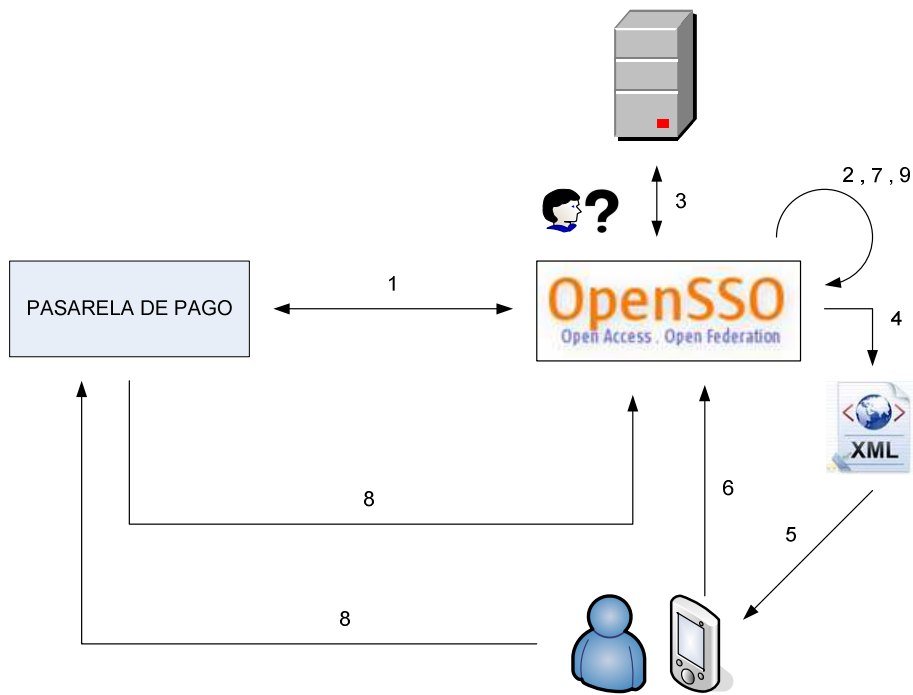 2 , 7 , 9
3
?
PASARELA DE PAGO
1
OpenSSO
Open Access . Open Federation
4
< >
XML
8
6
5
8